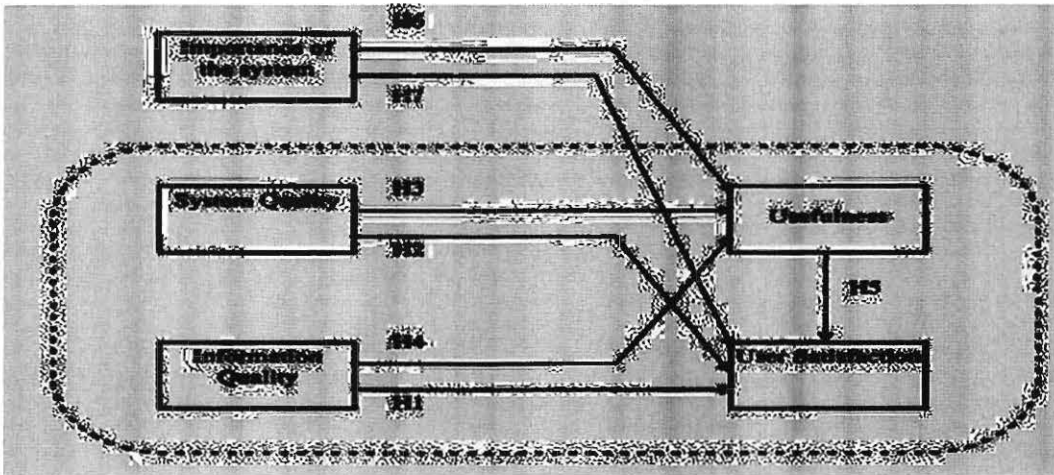 H6
Importance of
the system
H7
System Quality
H3
Usefulness
H2
H5
H4
Information
Quality
User Satisfaction
H1